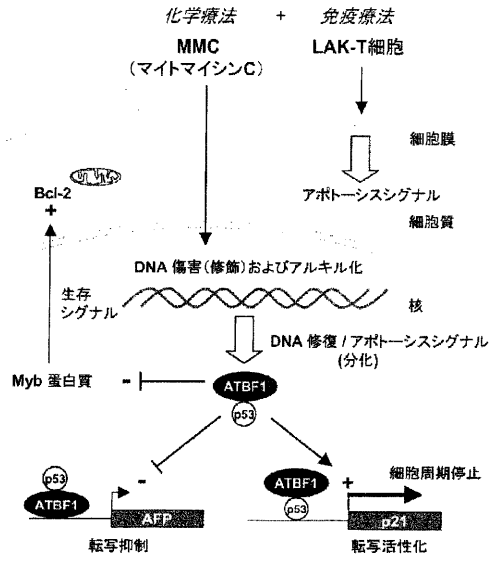 化学療法 + 免疫療法
MMC
(マイトマイシンC)
LAK-T細胞
細胞膜
アポトーシスシグナル
細胞質
Bcl-2
+
DNA 傷害(修飾)およびアルキル化
生存
シグナル
核
DNA 修復 / アポトーシスシグナル
(分化)
Myb 蛋白質
-
ATBF1
p53
p53
ATBF1
-
AFP
転写抑制
ATBF1
p53
+
細胞周期停止
p21
転写活性化